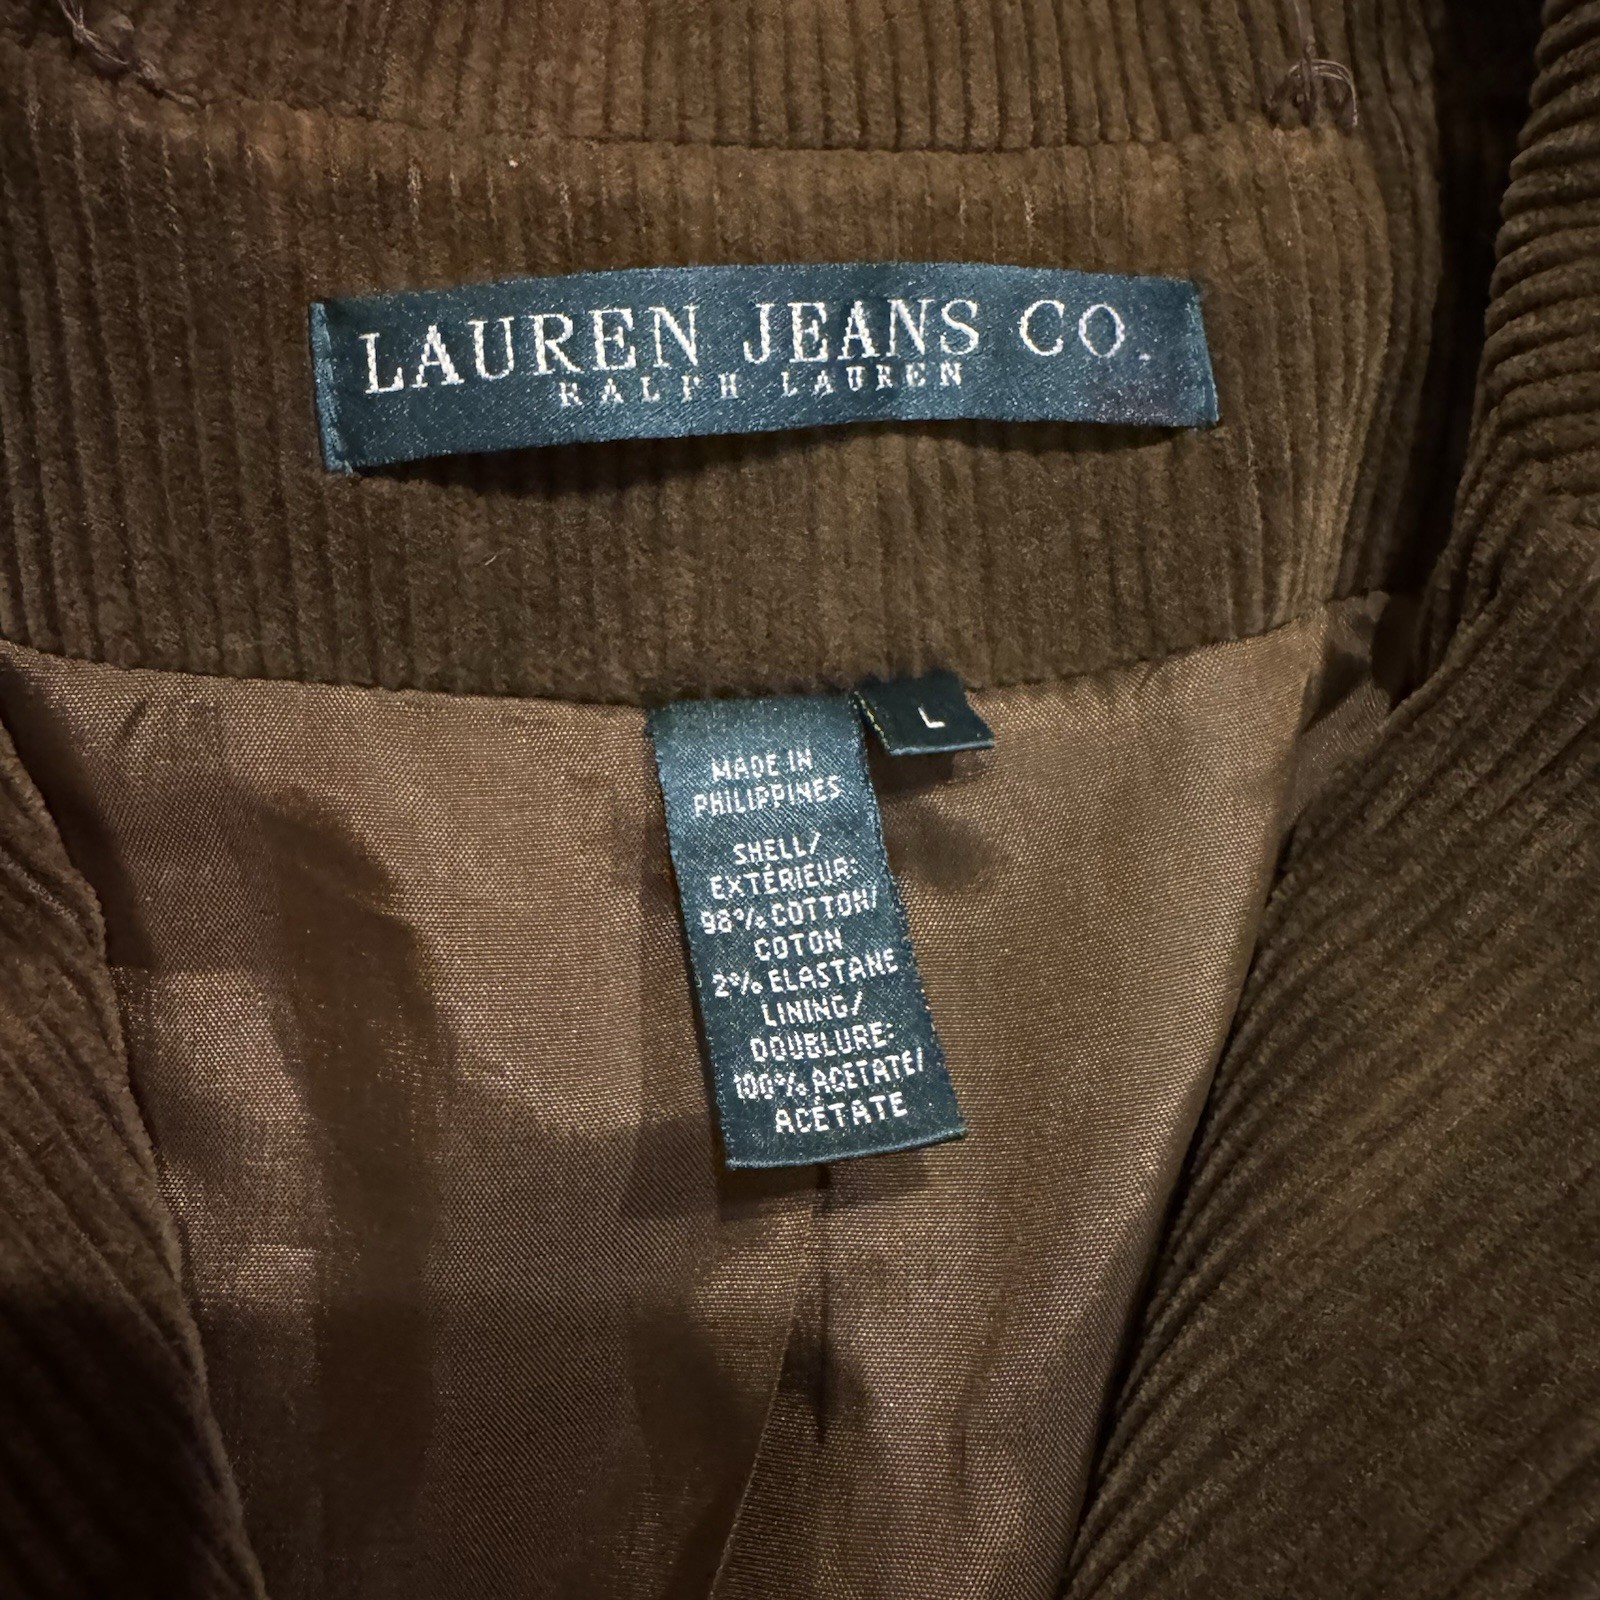 LAUREN JEANS CO.
RALPH LAUREN
L
MADE IN
PHILIPPINES
SHELL/
EXTÉRIEUR:
98% COTTON/
COTON
2% ELASTANE
LINING/
DOUBLURE:
100% ACETATE/
ACÉTATE